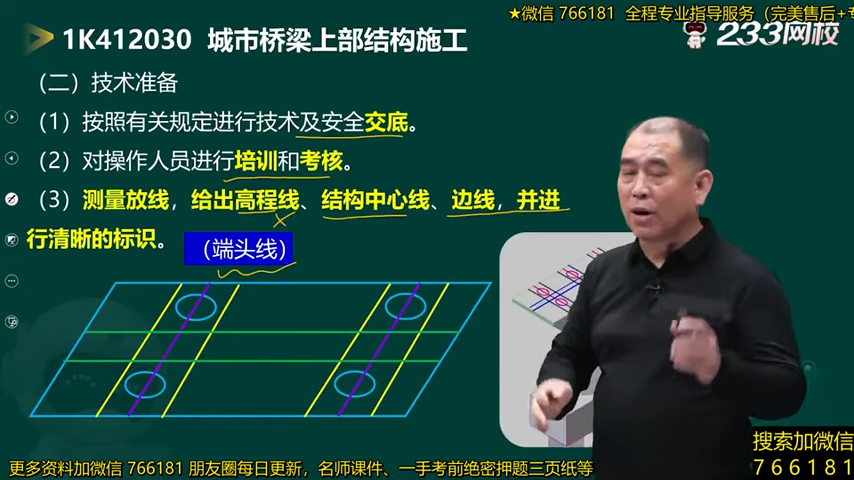 ★微信 766181 全程专业指导服务（完美售后+专
1K412030 城市桥梁上部结构施工
233网校
（二）技术准备
（1）按照有关规定进行技术及安全交底。
（2）对操作人员进行培训和考核。
（3）测量放线，给出高程线、结构中心线、边线，并进
行清晰的标识。
（端头线）
搜索加微信
766181
更多资料加微信 766181 朋友圈每日更新，名师课件、一手考前绝密押题三页纸等